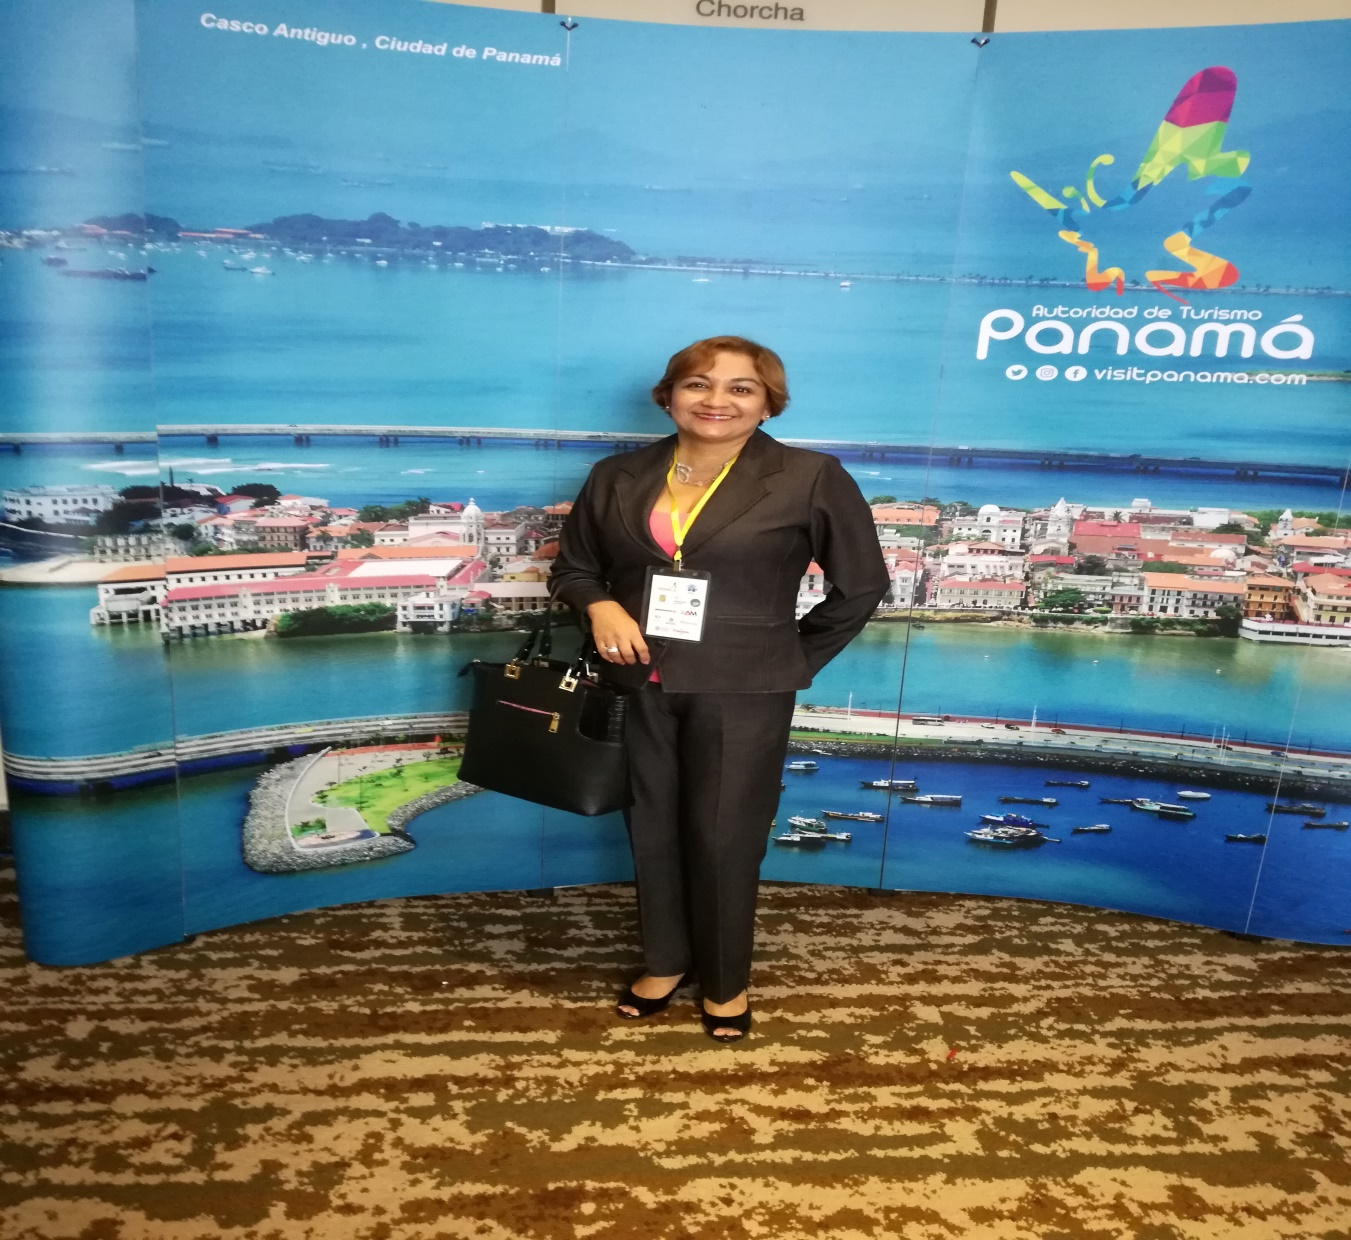 Chorcha
Casco Antiguo , Ciudad de Panamá
Autoridad de Turismo
Panamá
visitpanama.com